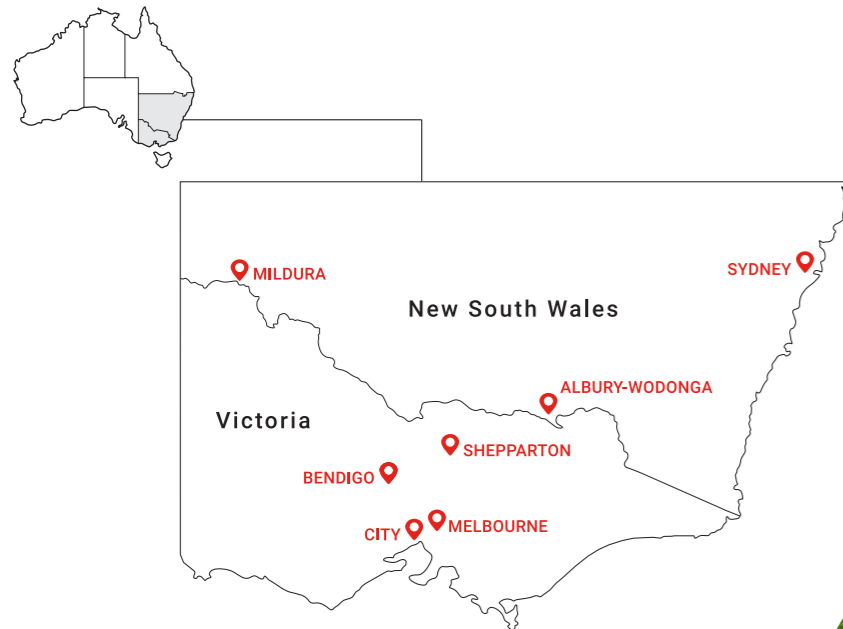 SYDNEY
MILDURA
New South Wales
ALBURY-WODONGA
Victoria
SHEPPARTON
BENDIGO
MELBOURNE
CITY